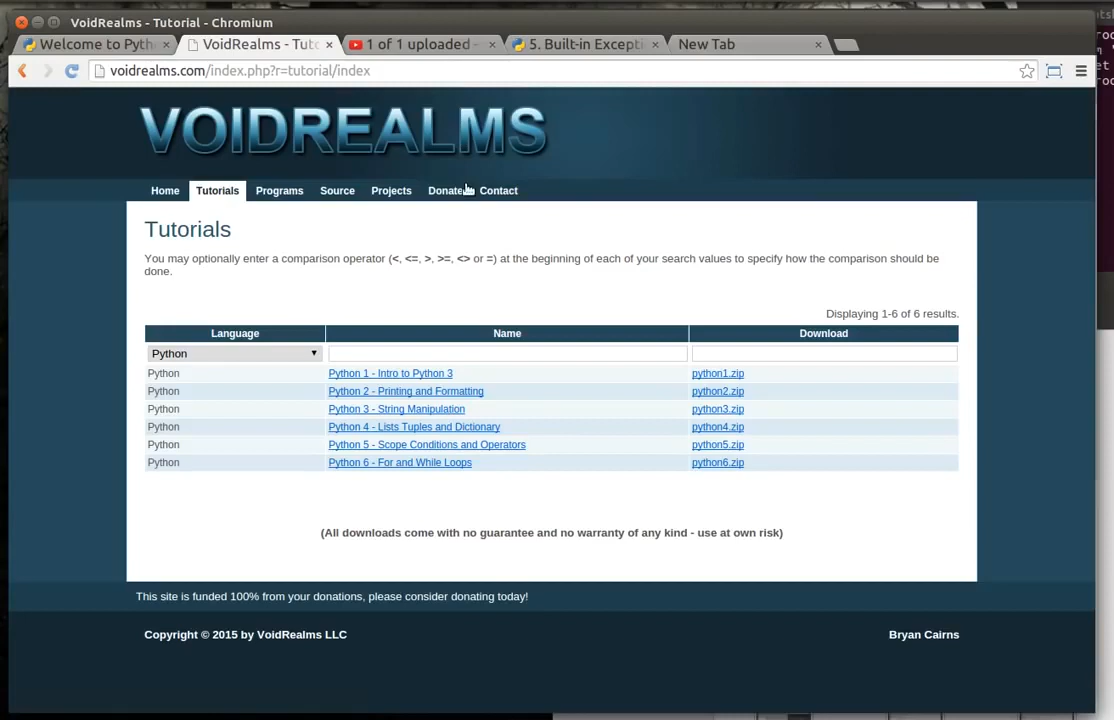 VoidRealms - Tutorial - Chromium
Welcome to Pyth
VoidRealms - Tuto
1 of 1 uploaded -
5. Built-in Excepti
New Tab
voidrealms.com/index.php?r=tutorial/index
VOIDREALMS
Home Tutorials Programs Source Projects Donate Contact
Tutorials
You may optionally enter a comparison operator (<, <=, >, >=, <> or =) at the beginning of each of your search values to specify how the comparison should be
done.
Displaying 1-6 of 6 results.
Language Name Download
Python
Python Python 1 - Intro to Python 3 python1.zip
Python Python 2 - Printing and Formatting python2.zip
Python Python 3 - String Manipulation python3.zip
Python Python 4 - Lists Tuples and Dictionary python4.zip
Python Python 5 - Scope Conditions and Operators python5.zip
Python Python 6 - For and While Loops python6.zip
(All downloads come with no guarantee and no warranty of any kind - use at own risk)
This site is funded 100% from your donations, please consider donating today!
Copyright © 2015 by VoidRealms LLC Bryan Cairns